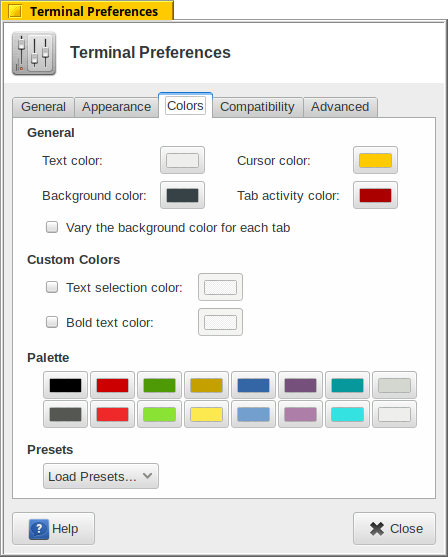 Terminal Preferences
Terminal Preferences
General Appearance Colors Compatibility Advanced
General
Text color: Cursor color:
Background color: Tab activity color:
Vary the background color for each tab
Custom Colors
Text selection color:
Bold text color:
Palette
Presets
Load Presets...
? Help Close